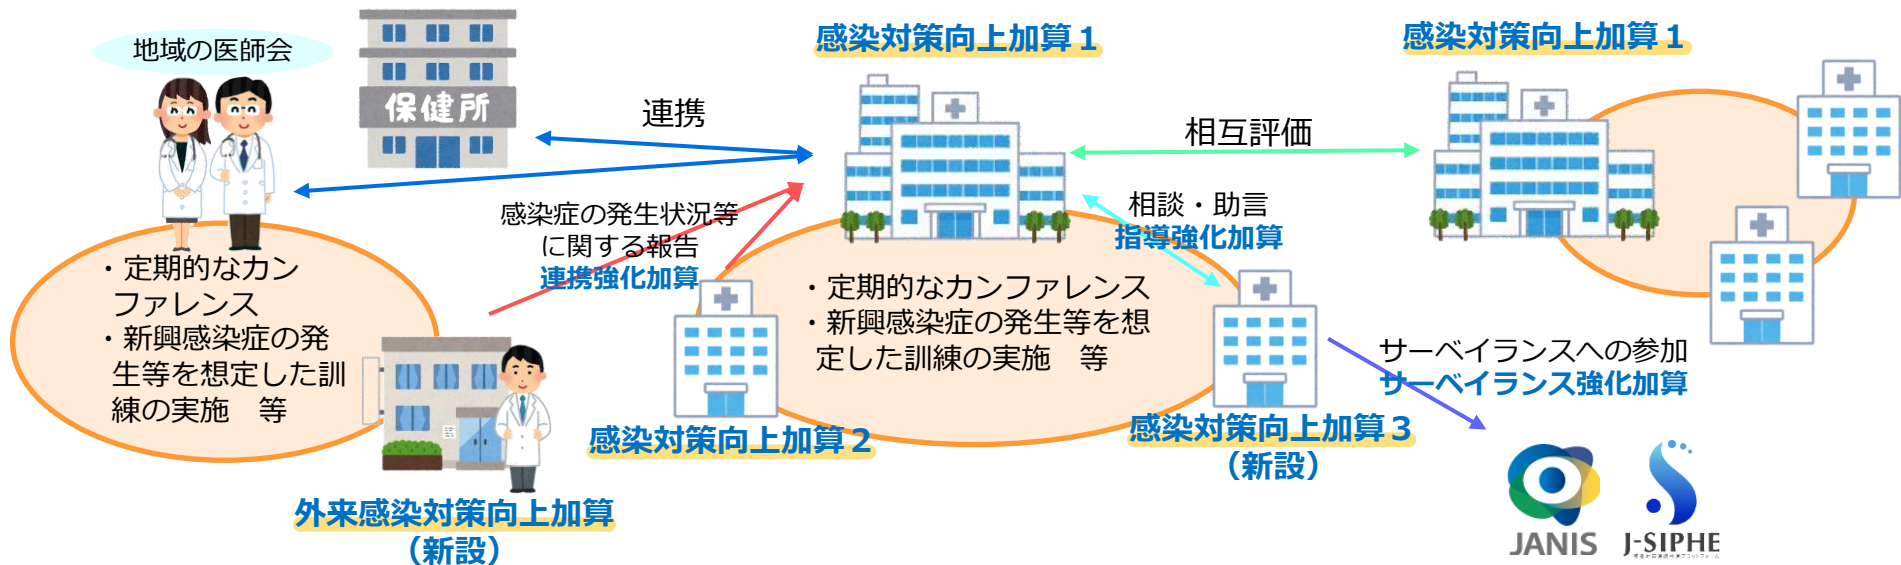 地域の医師会
保健所
連携
感染対策向上加算１
相互評価
感染対策向上加算１
感染症の発生状況等
に関する報告
連携強化加算
相談・助言
指導強化加算
・定期的なカン
ファレンス
・新興感染症の発
生等を想定した訓
練の実施　等
・定期的なカンファレンス
・新興感染症の発生等を想
定した訓練の実施　等
サーベイランスへの参加
サーベイランス強化加算
感染対策向上加算２
感染対策向上加算３
（新設）
外来感染対策向上加算
（新設）
JANIS
J-SIPHE